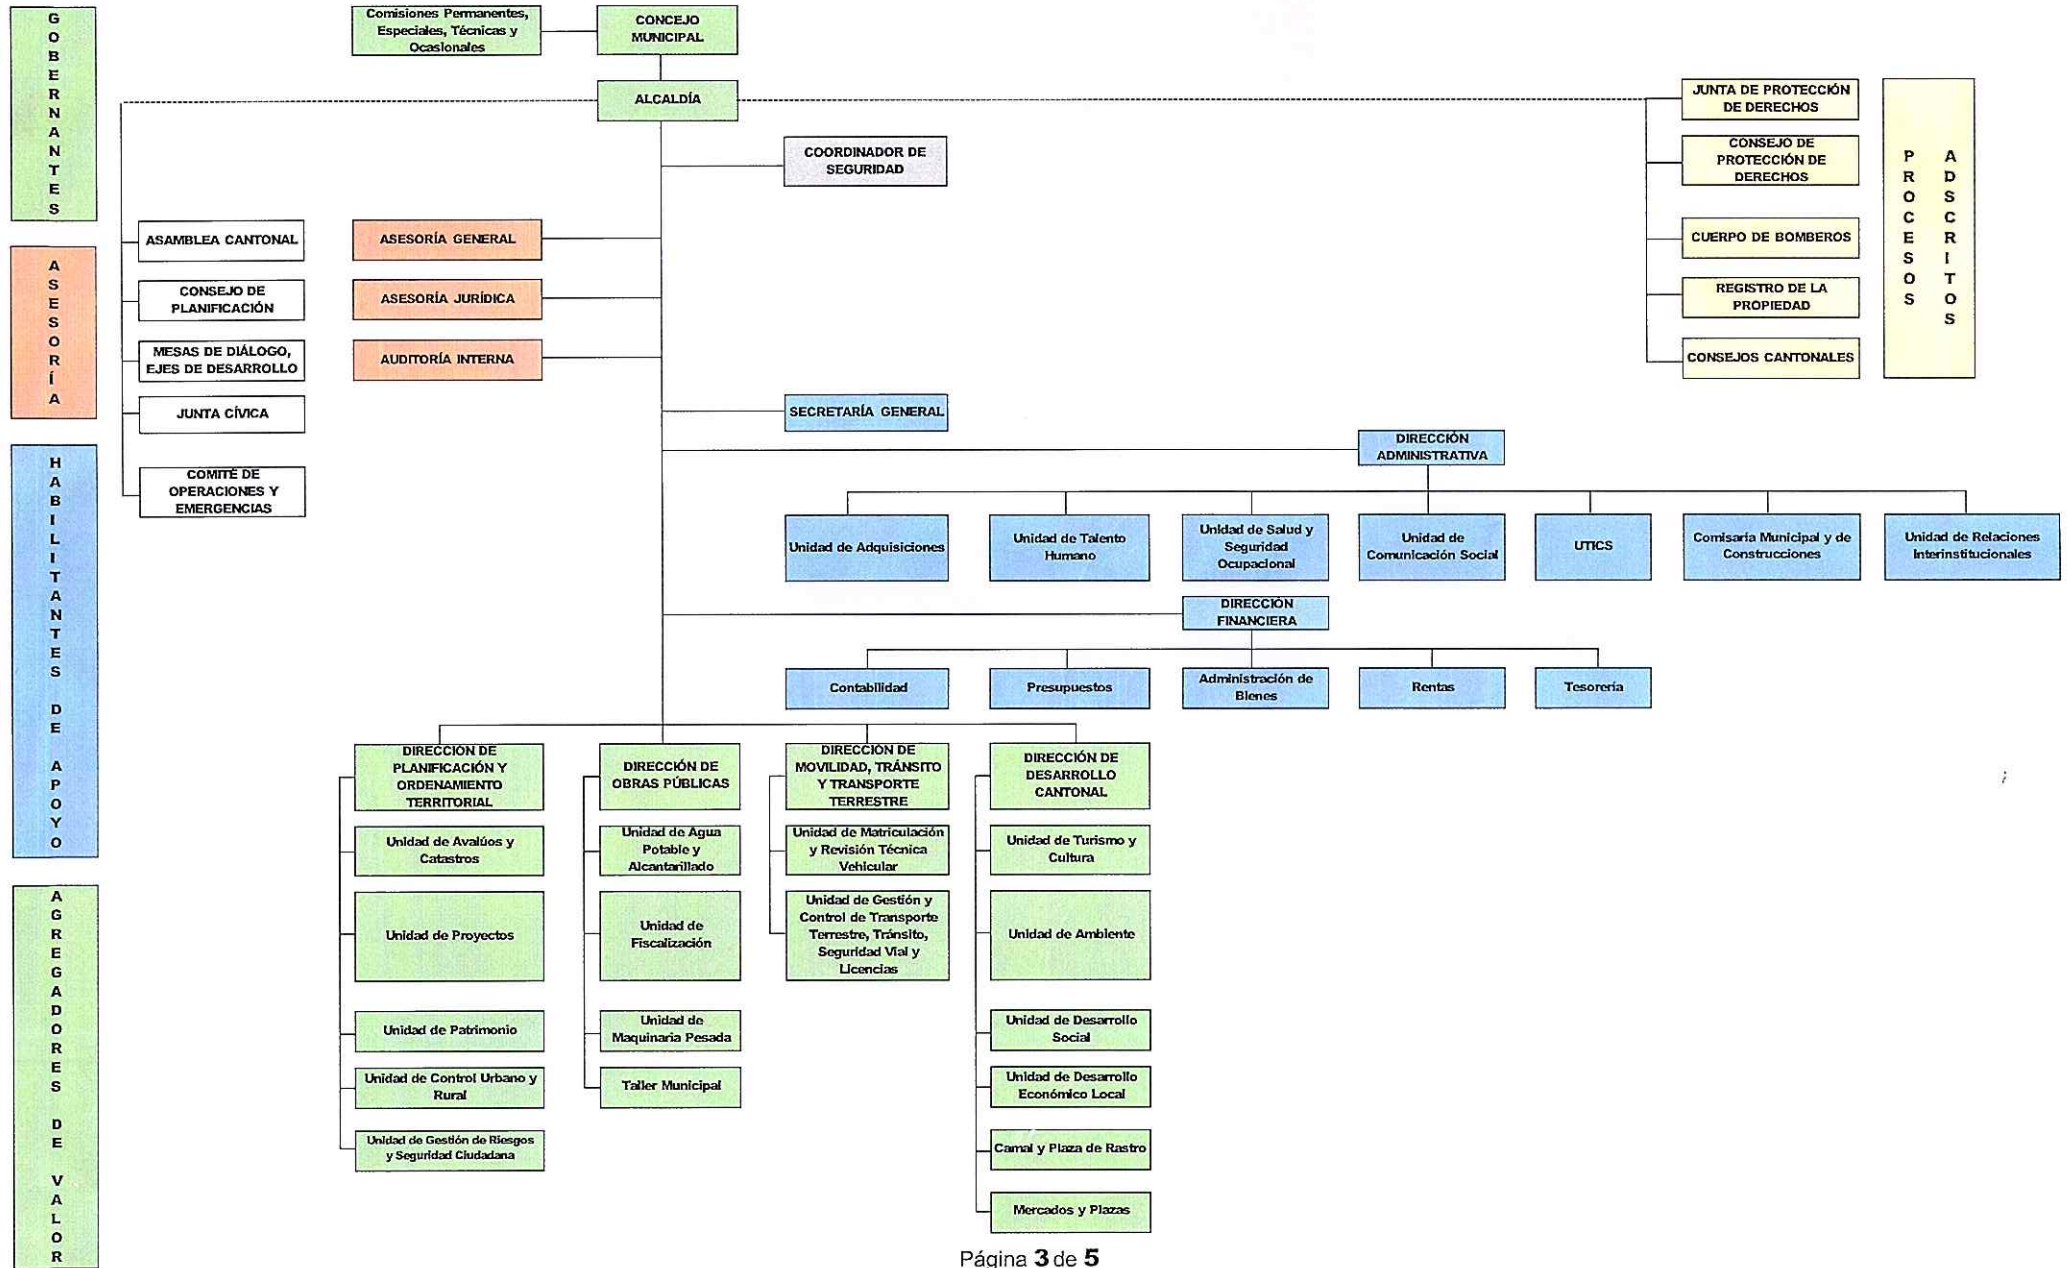 GOBERNANTES
Comisiones Permanentes,
Especiales, Técnicas y
Ocasionales
CONCEJO
MUNICIPAL
ALCALDÍA
COORDINADOR DE
SEGURIDAD
JUNTA DE PROTECCIÓN
DE DERECHOS
CONSEJO DE
PROTECCIÓN DE
DERECHOS
CUERPO DE BOMBEROS
REGISTRO DE LA
PROPIEDAD
CONSEJOS CANTONALES
PROCESOS
ADSCRITOS
ASESORÍA
ASAMBLEA CANTONAL
CONSEJO DE
PLANIFICACIÓN
MESAS DE DIÁLOGO,
EJES DE DESARROLLO
JUNTA CÍVICA
COMITÉ DE
OPERACIONES Y
EMERGENCIAS
ASESORÍA GENERAL
ASESORÍA JURÍDICA
AUDITORÍA INTERNA
HABILITANTES DE APOYO
SECRETARÍA GENERAL
DIRECCIÓN
ADMINISTRATIVA
Unidad de Adquisiciones
Unidad de Talento
Humano
Unidad de Salud y
Seguridad
Ocupacional
Unidad de
Comunicación Social
UTICS
Comisaría Municipal y de
Construcciones
Unidad de Relaciones
Interinstitucionales
DIRECCIÓN
FINANCIERA
Contabilidad
Presupuestos
Administración de
Bienes
Rentas
Tesorería
AGREGADORES DE VALOR
DIRECCIÓN DE
PLANIFICACIÓN Y
ORDENAMIENTO
TERRITORIAL
Unidad de Avalúos y
Catastros
Unidad de Proyectos
Unidad de Patrimonio
Unidad de Control Urbano y
Rural
Unidad de Gestión de Riesgos
y Seguridad Ciudadana
DIRECCIÓN DE
OBRAS PÚBLICAS
Unidad de Agua
Potable y
Alcantarillado
Unidad de
Fiscalización
Unidad de
Maquinaria Pesada
Taller Municipal
DIRECCIÓN DE
MOVILIDAD, TRÁNSITO
Y TRANSPORTE
TERRESTRE
Unidad de Matriculación
y Revisión Técnica
Vehicular
Unidad de Gestión y
Control de Transporte
Terrestre, Tránsito,
Seguridad Vial y
Licencias
DIRECCIÓN DE
DESARROLLO
CANTONAL
Unidad de Turismo y
Cultura
Unidad de Ambiente
Unidad de Desarrollo
Social
Unidad de Desarrollo
Económico Local
Camal y Plaza de Rastro
Mercados y Plazas
Página 3 de 5